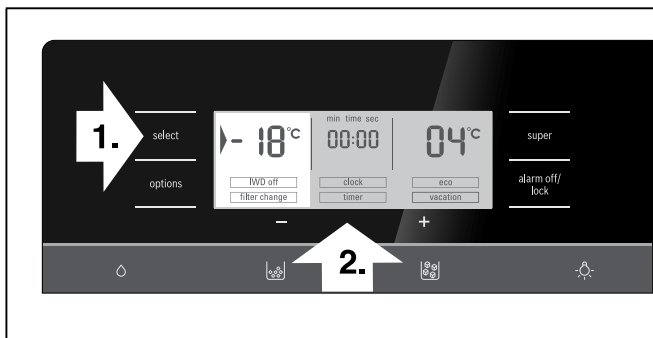 min time sec
-18°C
00:00
04°C
1.
select
super
options
alarm off/
lock
IWD off
clock
eco
filter change
timer
vacation
−
+
2.